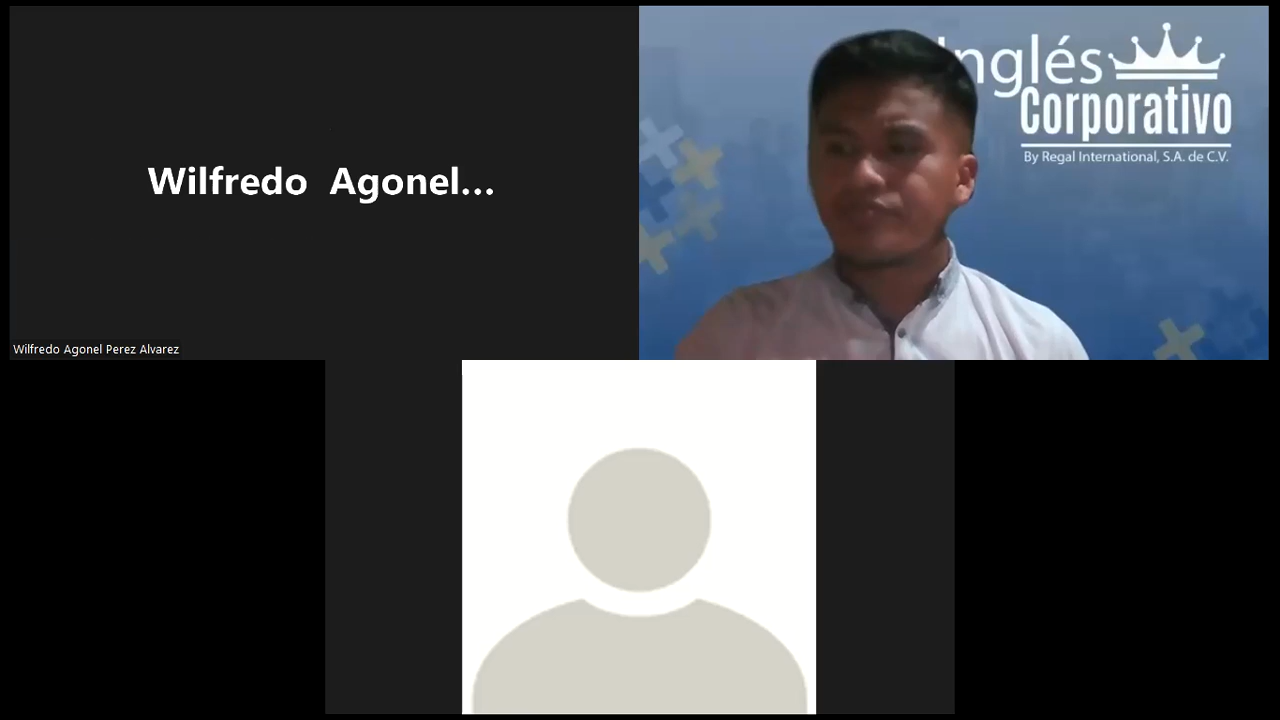 Wilfredo Agonel...
Wilfredo Agonel Perez Alvarez
Inglés
Corporativo
By Regal International, S.A. de C.V.